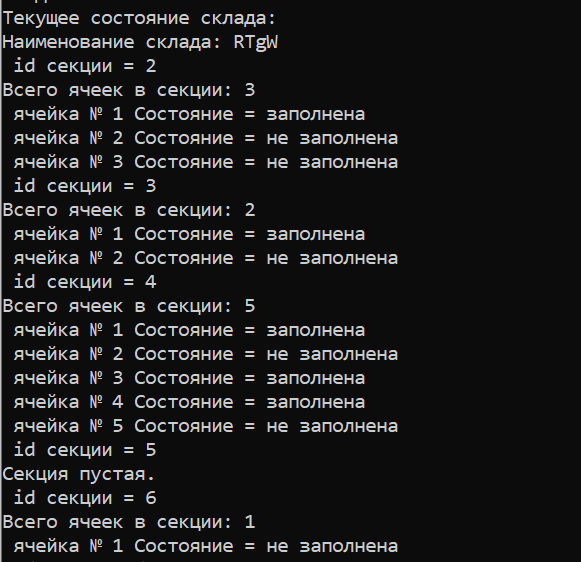 Текущее состояние склада:
Наименование склада: RTgW
id секции = 2
Всего ячеек в секции: 3
ячейка № 1 Состояние = заполнена
ячейка № 2 Состояние = не заполнена
ячейка № 3 Состояние = не заполнена
id секции = 3
Всего ячеек в секции: 2
ячейка № 1 Состояние = заполнена
ячейка № 2 Состояние = не заполнена
id секции = 4
Всего ячеек в секции: 5
ячейка № 1 Состояние = заполнена
ячейка № 2 Состояние = не заполнена
ячейка № 3 Состояние = заполнена
ячейка № 4 Состояние = заполнена
ячейка № 5 Состояние = не заполнена
id секции = 5
Секция пустая.
id секции = 6
Всего ячеек в секции: 1
ячейка № 1 Состояние = не заполнена